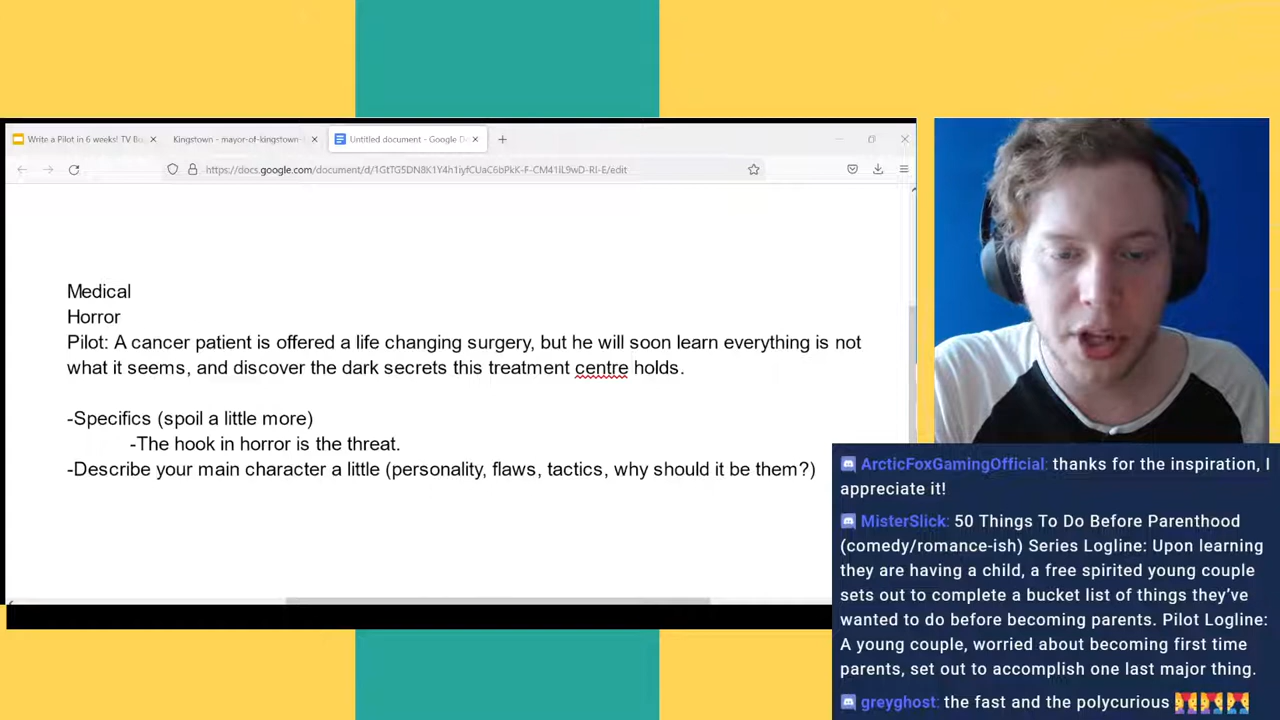 Write a Pilot in 6 weeks! TV Bo
Kingstown - mayor-of-kingstown-
Untitled document - Google D
https://docs.google.com/document/d/1GtTG5DN8K1Y4h1iyfCUaC6bPkK-F-CM41lL9wD-RI-E/edit
Medical
Horror
Pilot: A cancer patient is offered a life changing surgery, but he will soon learn everything is not
what it seems, and discover the dark secrets this treatment centre holds.
-Specifics (spoil a little more)
-The hook in horror is the threat.
-Describe your main character a little (personality, flaws, tactics, why should it be them?)
ArcticFoxGamingOfficial: thanks for the inspiration, I
appreciate it!
MisterSlick: 50 Things To Do Before Parenthood
(comedy/romance-ish) Series Logline: Upon learning
they are having a child, a free spirited young couple
sets out to complete a bucket list of things they've
wanted to do before becoming parents. Pilot Logline:
A young couple, worried about becoming first time
parents, set out to accomplish one last major thing.
greyghost: the fast and the polycurious